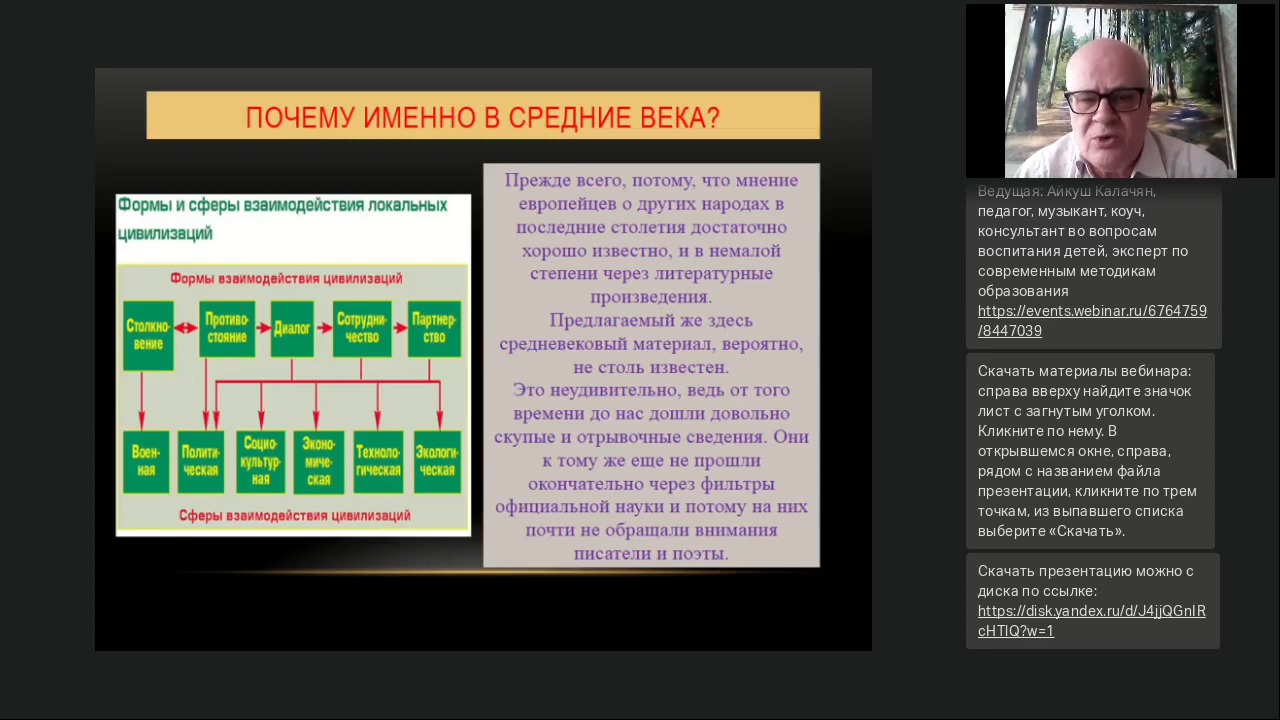 ПОЧЕМУ ИМЕННО В СРЕДНИЕ ВЕКА?
Формы и сферы взаимодействия локальных
цивилизаций
Формы взаимодействия цивилизаций
Столкно-
вение
Противо-
стояние
Диалог
Сотрудни-
чество
Партнер-
ство
Воен-
ная
Полити-
ческая
Социо-
культур-
ная
Эконо-
миче-
ская
Техноло-
гическая
Экологи-
ческая
Сферы взаимодействия цивилизаций
Прежде всего, потому, что мнение
европейцев о других народах в
последние столетия достаточно
хорошо известно, и в немалой
степени через литературные
произведения.
Предлагаемый же здесь
средневековый материал, вероятно,
не столь известен.
Это неудивительно, ведь от того
времени до нас дошли довольно
скупые и отрывочные сведения. Они
к тому же еще не прошли
окончательно через фильтры
официальной науки и потому на них
почти не обращали внимания
писатели и поэты.
Ведущая: Айкуш Калачян,
педагог, музыкант, коуч,
консультант во вопросам
воспитания детей, эксперт по
современным методикам
образования
https://events.webinar.ru/6764759
/8447039
Скачать материалы вебинара:
справа вверху найдите значок
лист с загнутым уголком.
Кликните по нему. В
открывшемся окне, справа,
рядом с названием файла
презентации, кликните по трем
точкам, из выпавшего списка
выберите «Скачать».
Скачать презентацию можно с
диска по ссылке:
https://disk.yandex.ru/d/J4jjQGnIR
cHTlQ?w=1